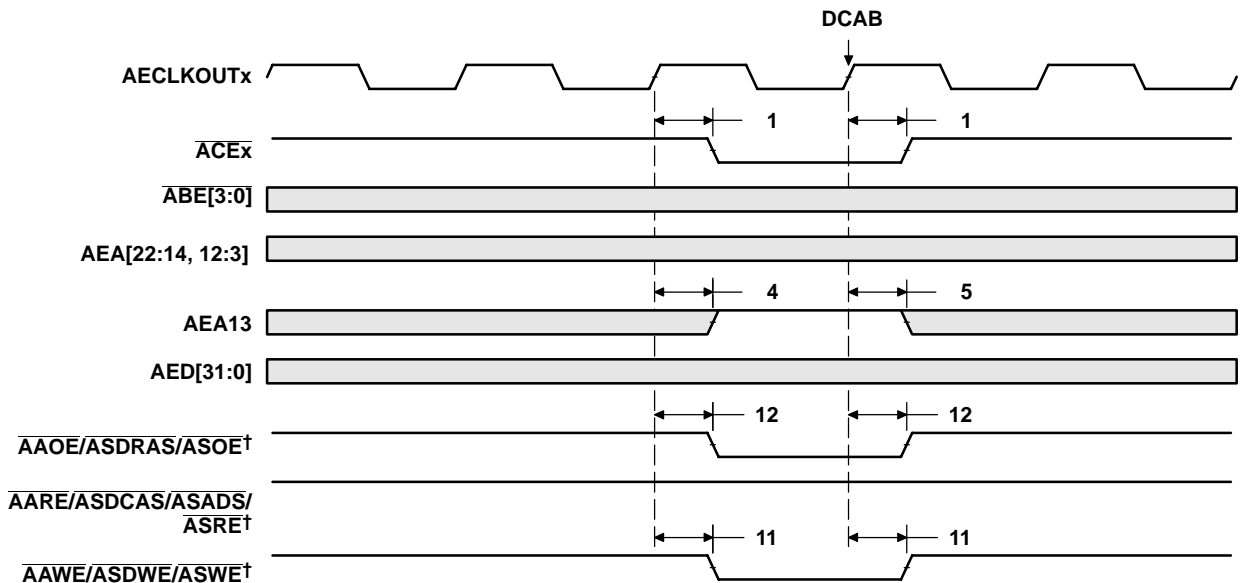 DCAB
AECLKOUTx
1 1
ACEx
ABE[3:0]
AEA[22:14, 12:3]
4 5
AEA13
AED[31:0]
12 12
AAOE/ASDRAS/ASOE†
AARE/ASDCAS/ASADS/
ASRE†
11 11
AAWE/ASDWE/ASWE†